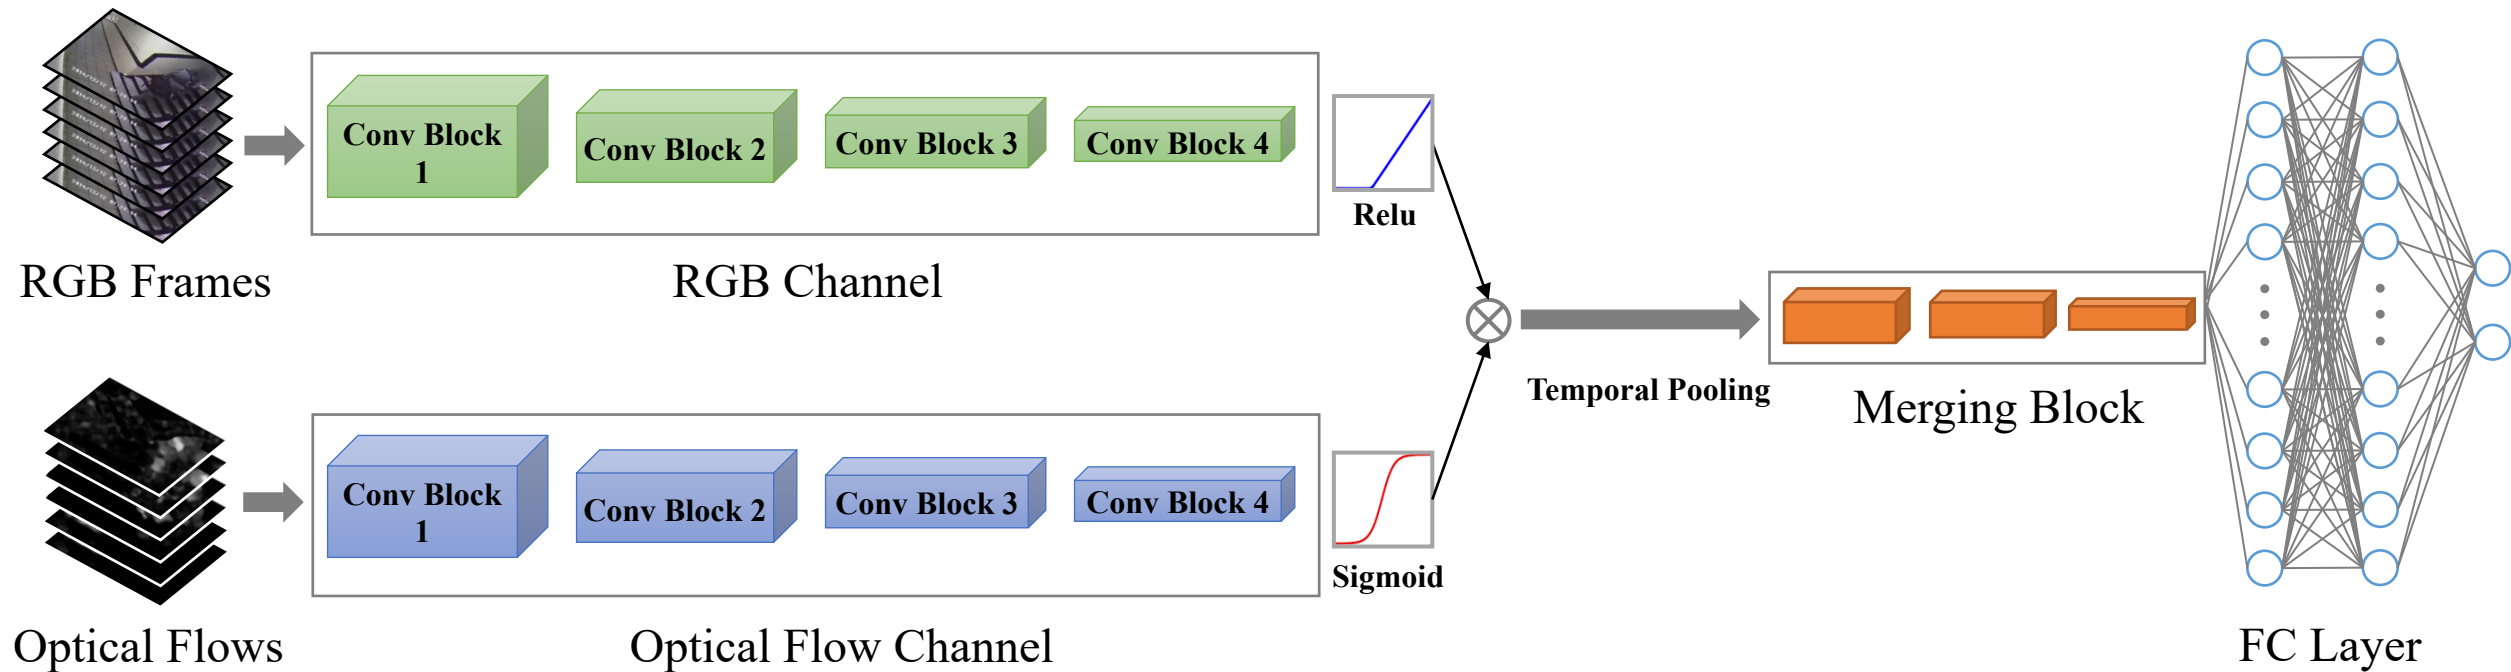 Conv Block
1
Conv Block 2
Conv Block 3
Conv Block 4
Relu
RGB Frames
RGB Channel
Temporal Pooling
Merging Block
Conv Block
1
Conv Block 2
Conv Block 3
Conv Block 4
Sigmoid
Optical Flows
Optical Flow Channel
FC Layer